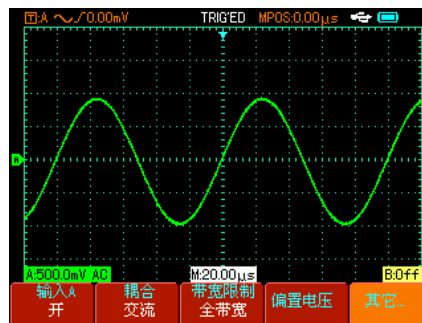 T:A 0.00mV TRIG'ED MPOS:0.00μs
A
A:500.0mV AC M:20.00μs B:Off
输入A 耦合 带宽限制 偏置电压 其它...
开 交流 全带宽